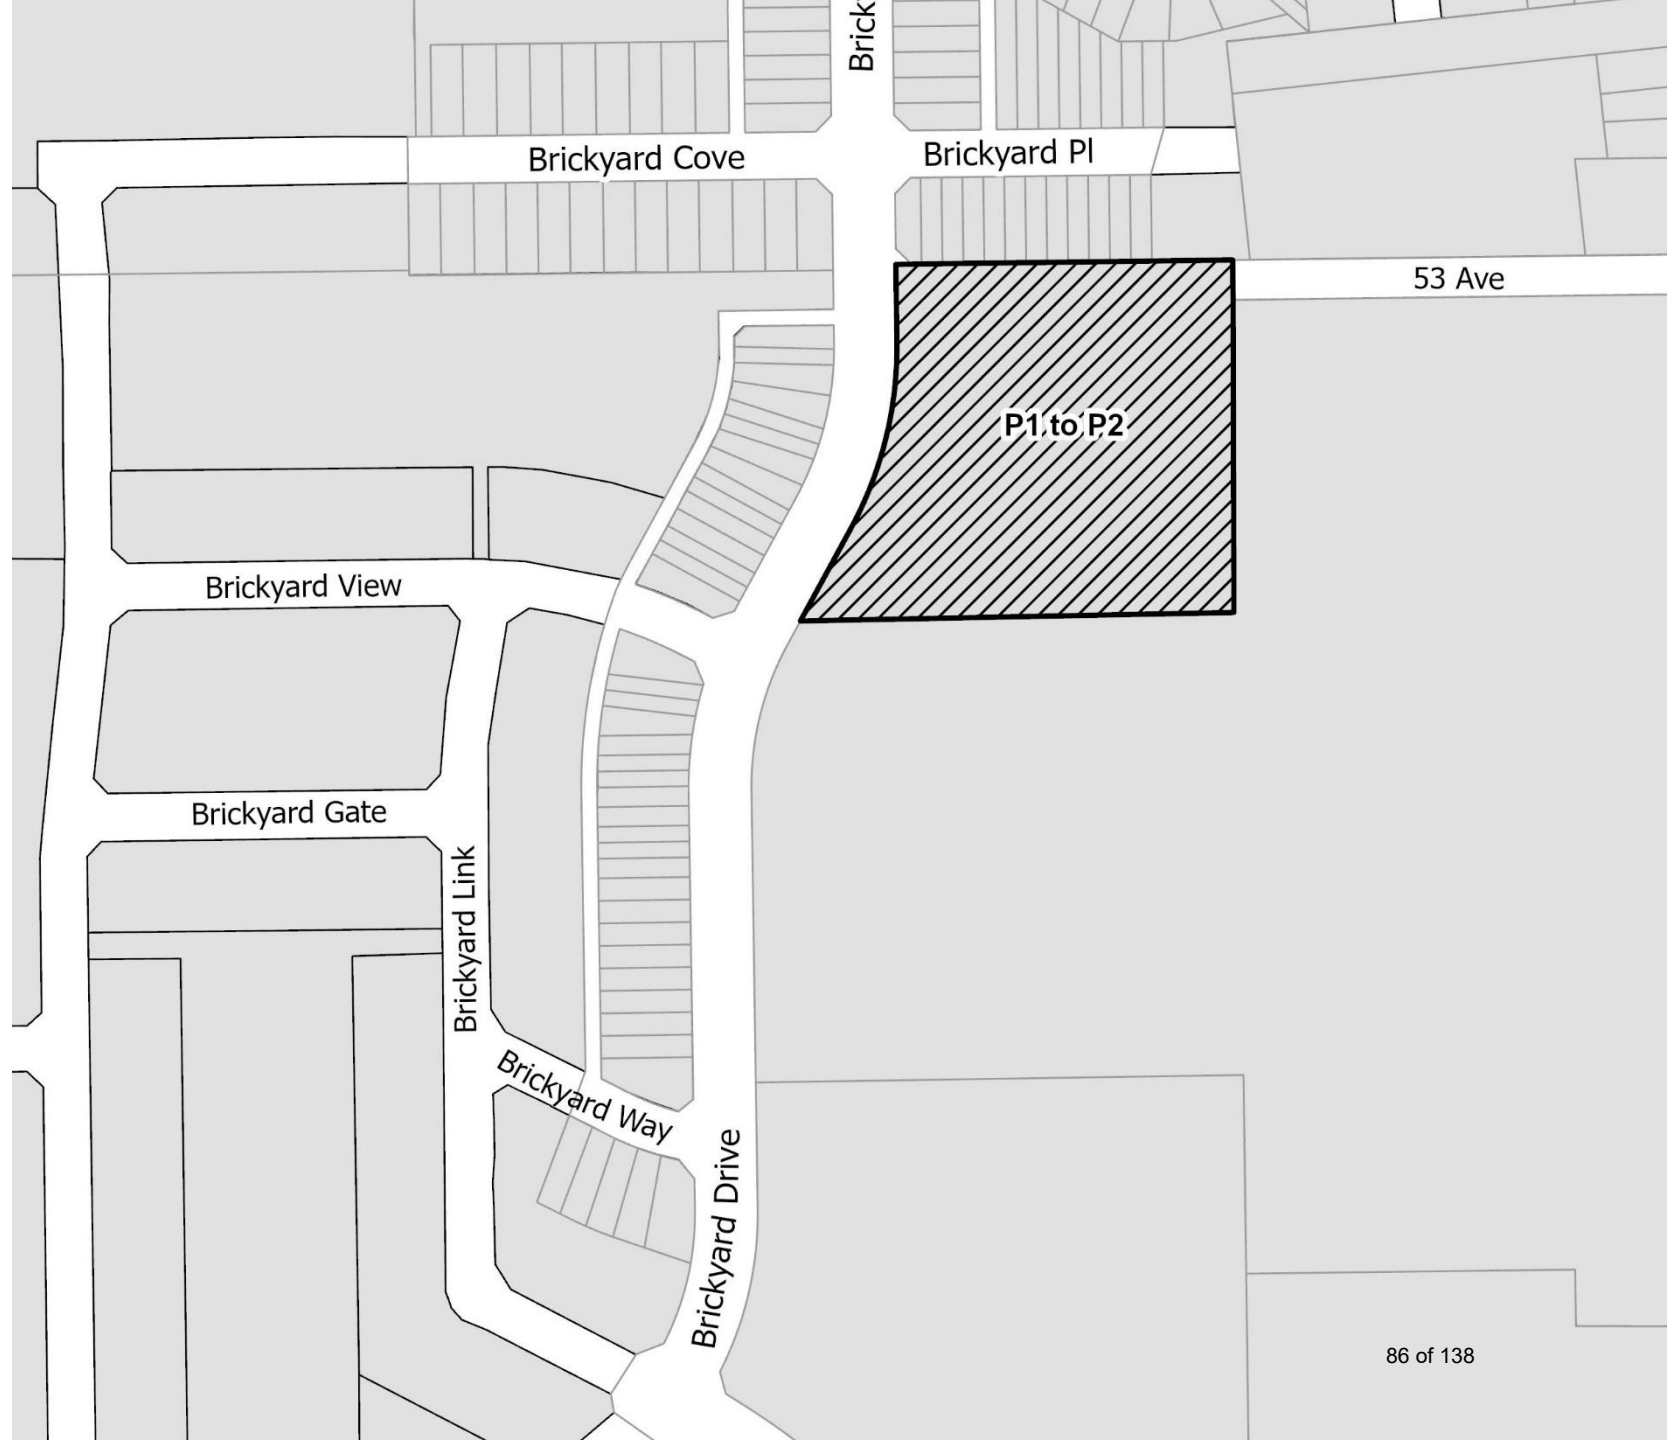 Brick
Brickyard Cove
Brickyard Pl
53 Ave
P1 to P2
Brickyard View
Brickyard Gate
Brickyard Link
Brickyard Way
Brickyard Drive
86 of 138